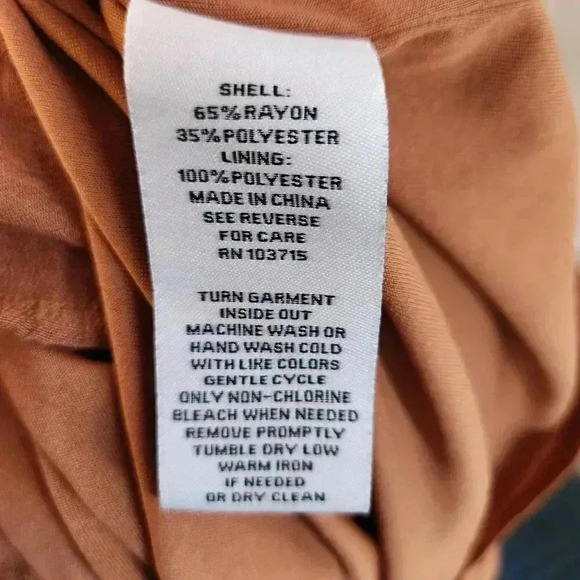 SHELL:
65%RAYON
35%POLYESTER
LINING:
100%POLYESTER
MADE IN CHINA
SEE REVERSE
FOR CARE
RN 103715
TURN GARMENT
INSIDE OUT
MACHINE WASH OR
HAND WASH COLD
WITH LIKE COLORS
GENTLE CYCLE
ONLY NON-CHLORINE
BLEACH WHEN NEEDED
REMOVE PROMPTLY
TUMBLE DRY LOW
WARM IRON
IF NEEDED
OR DRY CLEAN